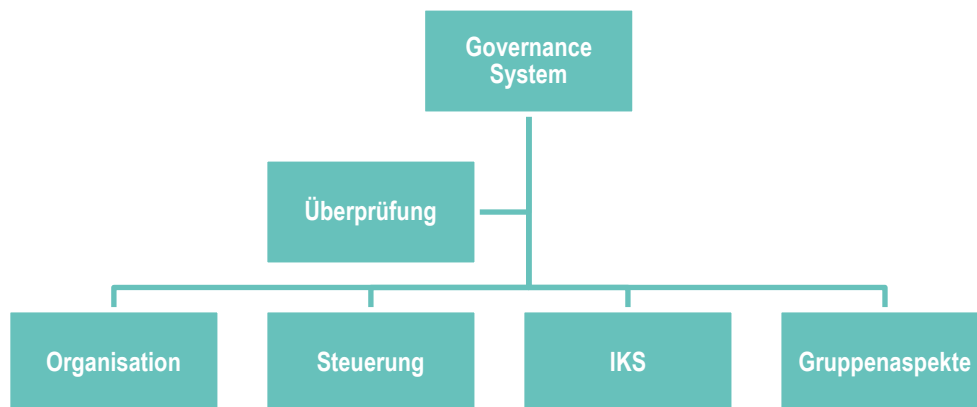 Governance
System
Überprüfung
Organisation
Steuerung
IKS
Gruppenaspekte